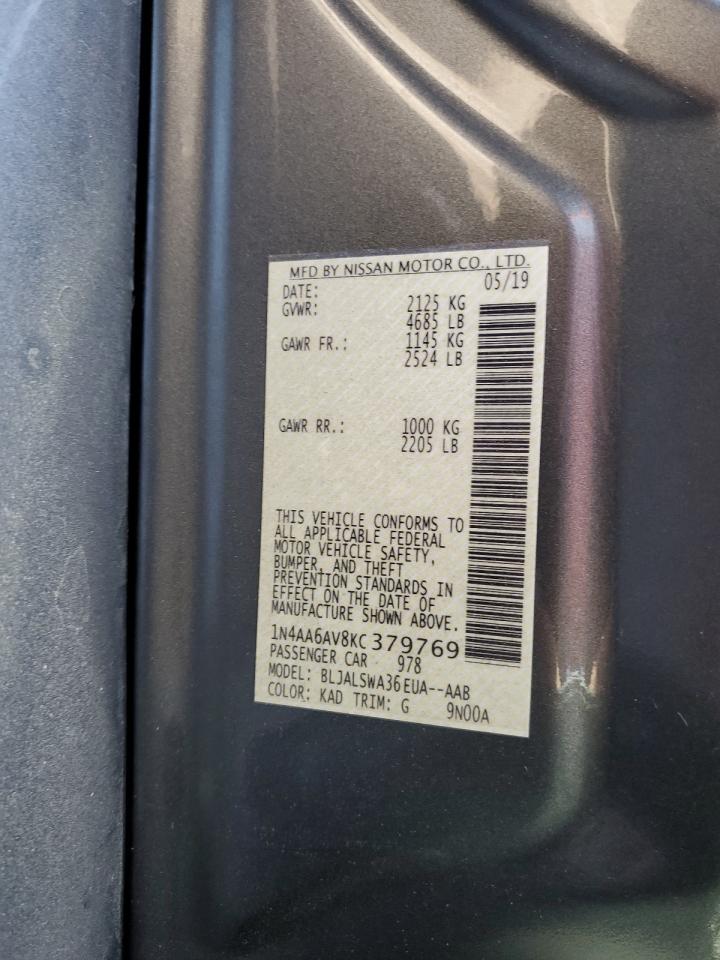 MFD BY NISSAN MOTOR CO., LTD.
DATE: 05/19
GVWR: 2125 KG
4685 LB
GAWR FR.: 1145 KG
2524 LB
GAWR RR.: 1000 KG
2205 LB
THIS VEHICLE CONFORMS TO
ALL APPLICABLE FEDERAL
MOTOR VEHICLE SAFETY,
BUMPER, AND THEFT
PREVENTION STANDARDS IN
EFFECT ON THE DATE OF
MANUFACTURE SHOWN ABOVE.
1N4AA6AV8KC379769
PASSENGER CAR 978
MODEL: BLJALSWA36EUA--AAB
COLOR: KAD TRIM: G 9N00A